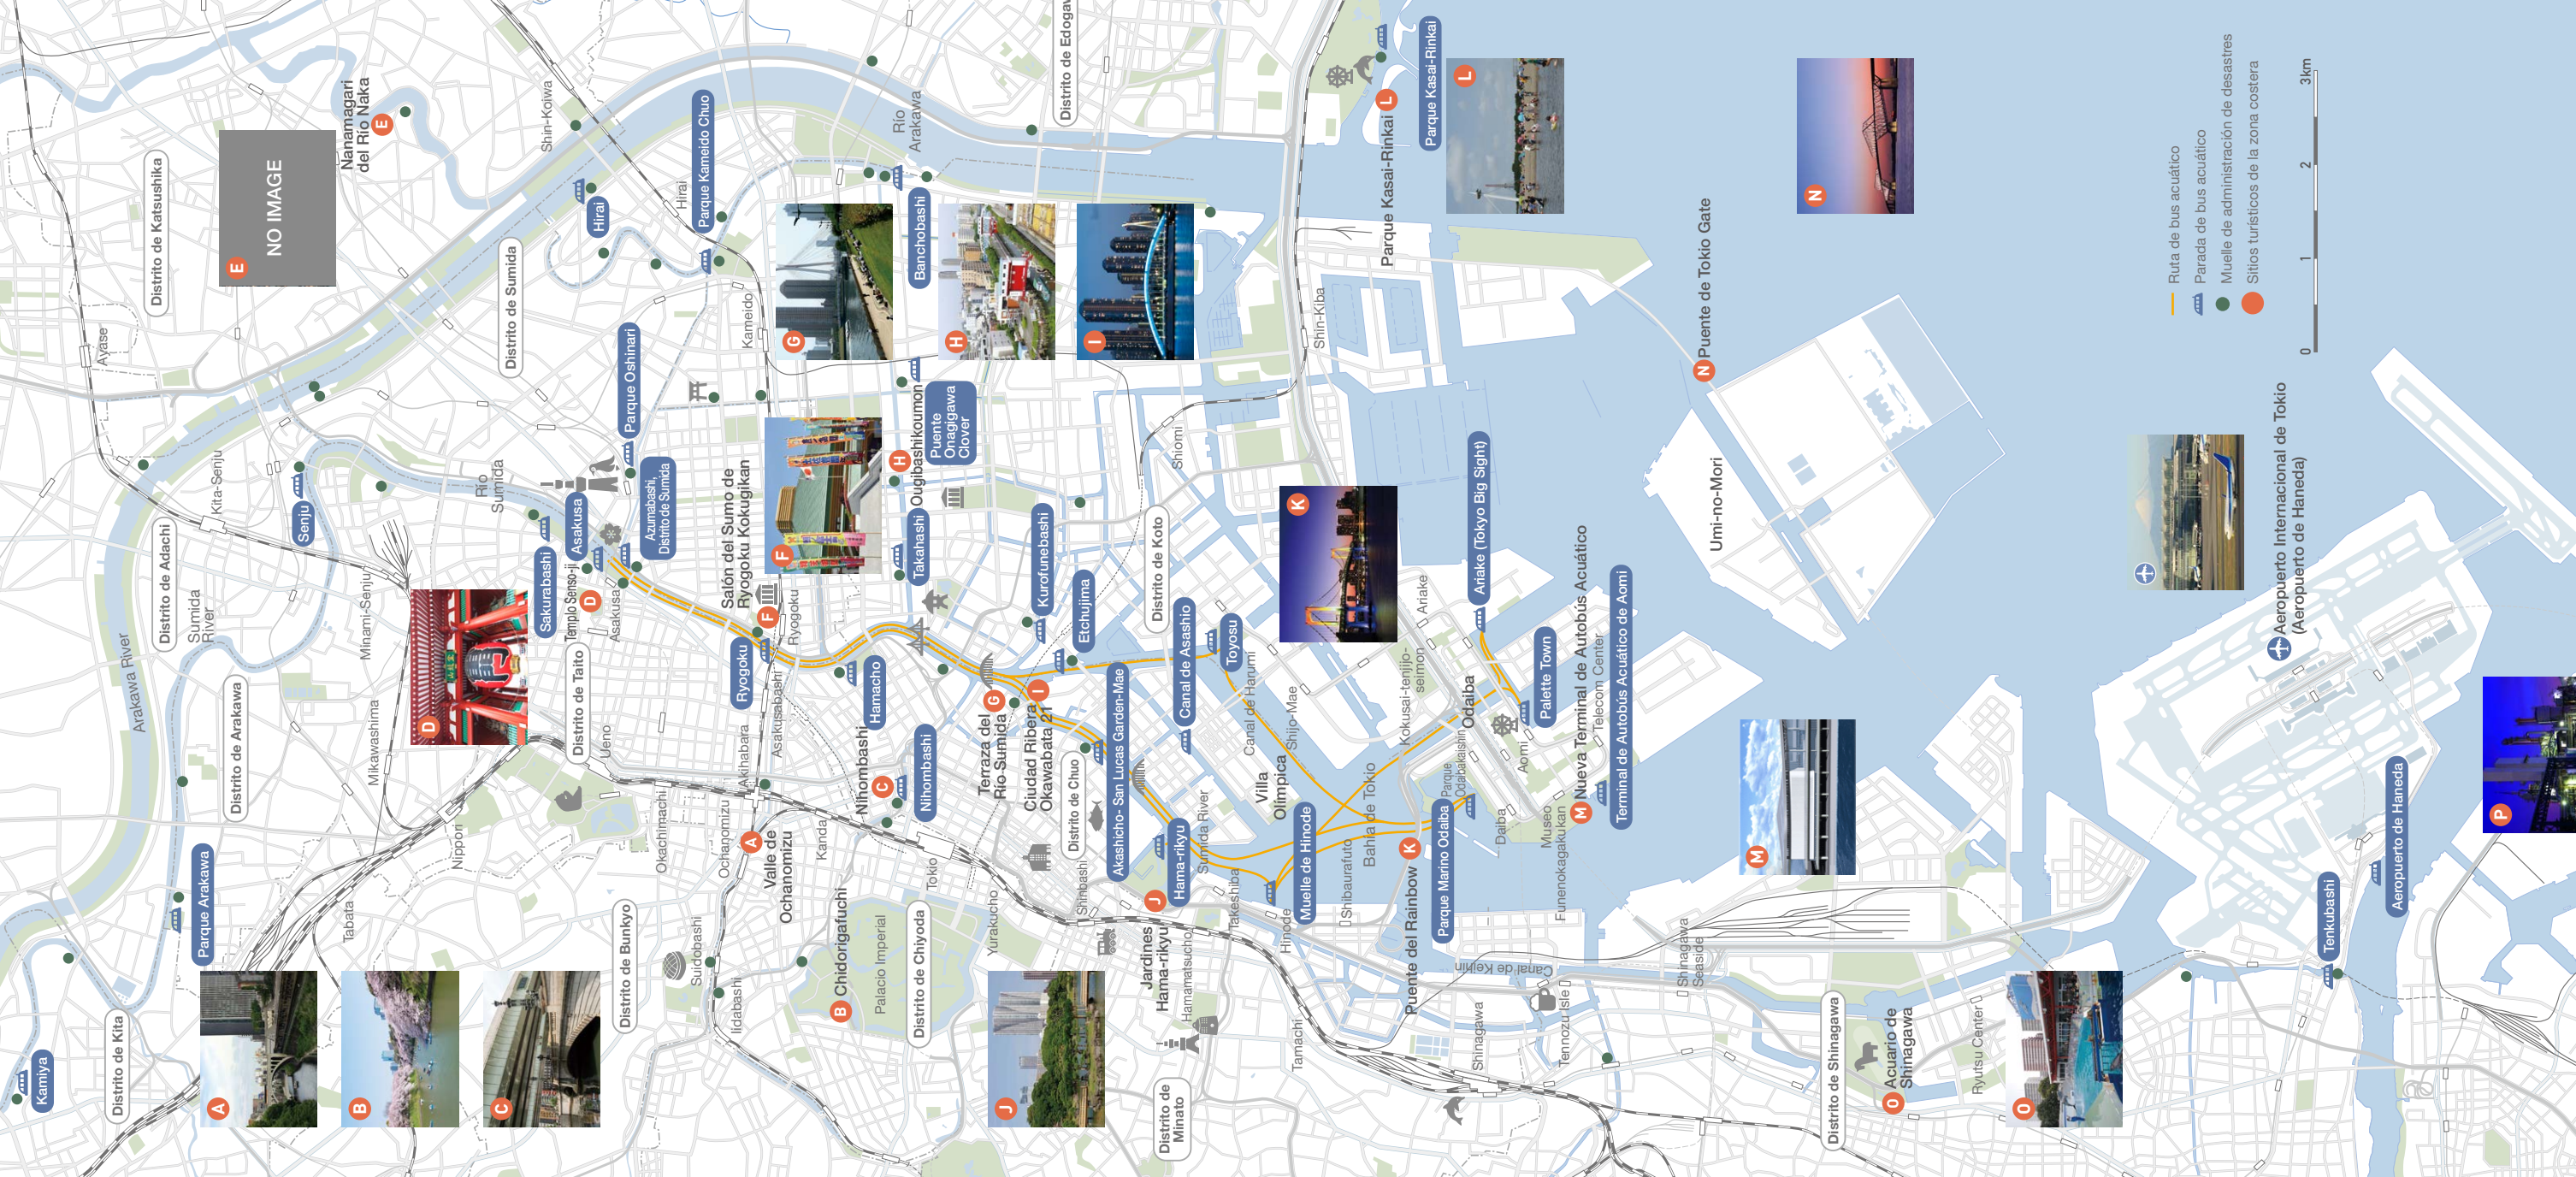 Kamiya
Distrito de Kita
Parque Arakawa
Distrito de Arakawa
Arakawa River
Distrito de Adachi
Sumida
River
Distrito de Katsushika
Ayase
Kita-Senju
Senju
Minami-Senju
Mikawashima
Tabata
Nippori
E
NO IMAGE
Nanamagari
del Río Naka
E
Shin-Koiwa
Hirai
Hirai
Parque Kameido Chuo
Distrito de Sumida
Río
Sumida
Parque Oshinari
Kameido
A
B
C
D
Sakurabashi
Asakusa
Templo Senso-ji
D
Asakusa
Azumabashi,
Distrito de Sumida
Distrito de Taito
Ueno
Okachimachi
Distrito de Bunkyo
Suidobashi
Iidabashi
Ochanomizu
Akihabara
Asakusabashi
A
Vale de
Ochanomizu
Kanda
Salón del Sumo de
Ryogoku Kokugikan
F
Ryogoku
Ryogoku
F
G
H
I
Río
Arakawa
Distrito de Edogaw
Banchobashi
H
Ougibashikoumon
Puente
Onagigawa
Clover
Takahashi
Hamacho
Nihombashi
C
Nihombashi
B
Chidorigafuchi
Palacio Imperial
Distrito de Chiyoda
Tokio
Yurakucho
Terraza del
Río Sumida
G
Ciudad Ribera
Okawabata 21
I
Kurofunebashi
Etchujima
Distrito de Chuo
Shinbashi
Akashicho- San Lucas Garden-Mae
Distrito de Koto
Shiomi
Canal de Asashio
Toyosu
Hama-rikyu
J
Jardines
Hama-rikyu
Hamamatsucho
J
Distrito de
Minato
Sumida River
Takeshiba
Canal de Harumi
Villa
Olimpica
Shijo-Mae
Hinode
Muelle de Hinode
Tamachi
Shibaurafuto
Bahia de Tokio
K
Puente del Rainbow
K
Shin-Kiba
Parque Kasai-Rinkai
L
Parque Kasai-Rinkai
L
Kokusai-tenjijo-
seimon
Ariake
Ariake (Tokyo Big Sight)
Parque Marino Odaiba
Parque
Odaibakaishin
Odaiba
Palette Town
Aomi
Daiba
Museo
Funenokagakukan
M
Nueva Terminal de Autobús Acuático
Telecom Center
Terminal de Autobús Acuático de Aomi
Canal de Keihin
Shinagawa
Tennozu Isle
Shinagawa
Seaside
N
Puente de Tokio Gate
N
Umi-no-Mori
M
Distrito de Shinagawa
O
Acuario de
Shinagawa
Ryutsu Center
O
Ruta de bus acuático
Parada de bus acuático
Muelle de administración de desastres
Sitios turísticos de la zona costera
0
1
2
3km
Aeropuerto Internacional de Tokio
(Aeropuerto de Haneda)
Tenkubashi
Aeropuerto de Haneda
P